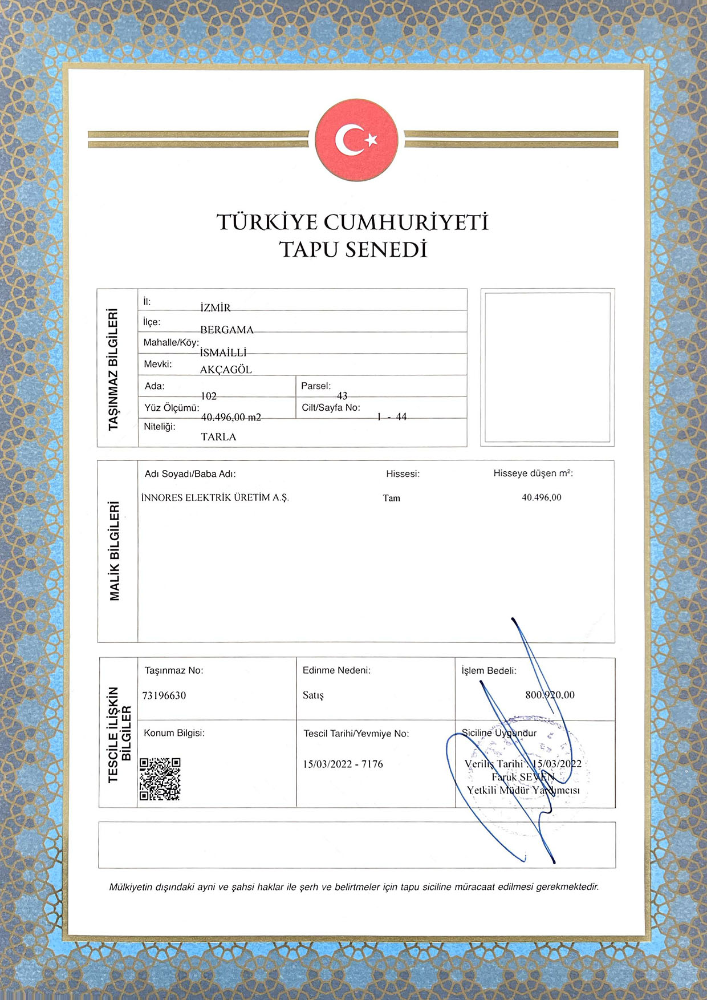 TÜRKİYE CUMHURİYETİ
TAPU SENEDİ
TAŞINMAZ BİLGİLERİ
İl: İZMİR
İlçe: BERGAMA
Mahalle/Köy: İSMAİLLİ
Mevki: AKÇAGÖL
Ada: 102 Parsel: 43
Yüz Ölçümü: 40.496,00 m2 Cilt/Sayfa No: 1 - 44
Niteliği: TARLA
MALİK BİLGİLERİ
Adı Soyadı/Baba Adı: Hissesi: Hisseye düşen m²:
İNNORES ELEKTRİK ÜRETİM A.Ş. Tam 40.496,00
TESCİLE İLİŞKİN
BİLGİLER
Taşınmaz No: Edinme Nedeni: İşlem Bedeli:
73196630 Satış 800.920.00
Konum Bilgisi: Tescil Tarihi/Yevmiye No: Siciline Uygundur
15/03/2022 - 7176 Veriliş Tarihi : 15/03/2022
Faruk SEVEN
Yetkili Müdür Yardımcısı
Mülkiyetin dışındaki ayni ve şahsi haklar ile şerh ve belirtmeler için tapu siciline müracaat edilmesi gerekmektedir.